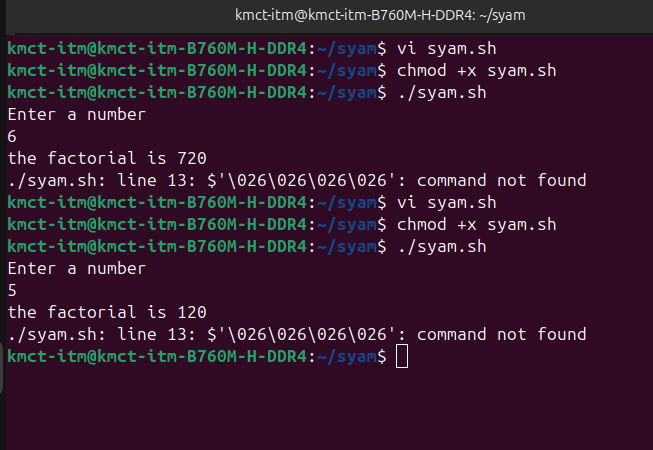 kmct-itm@kmct-itm-B760M-H-DDR4: ~/syam
kmct-itm@kmct-itm-B760M-H-DDR4:~/syam$ vi syam.sh
kmct-itm@kmct-itm-B760M-H-DDR4:~/syam$ chmod +x syam.sh
kmct-itm@kmct-itm-B760M-H-DDR4:~/syam$ ./syam.sh
Enter a number
6
the factorial is 720
./syam.sh: line 13: $'\026\026\026\026': command not found
kmct-itm@kmct-itm-B760M-H-DDR4:~/syam$ vi syam.sh
kmct-itm@kmct-itm-B760M-H-DDR4:~/syam$ chmod +x syam.sh
kmct-itm@kmct-itm-B760M-H-DDR4:~/syam$ ./syam.sh
Enter a number
5
the factorial is 120
./syam.sh: line 13: $'\026\026\026\026': command not found
kmct-itm@kmct-itm-B760M-H-DDR4:~/syam$